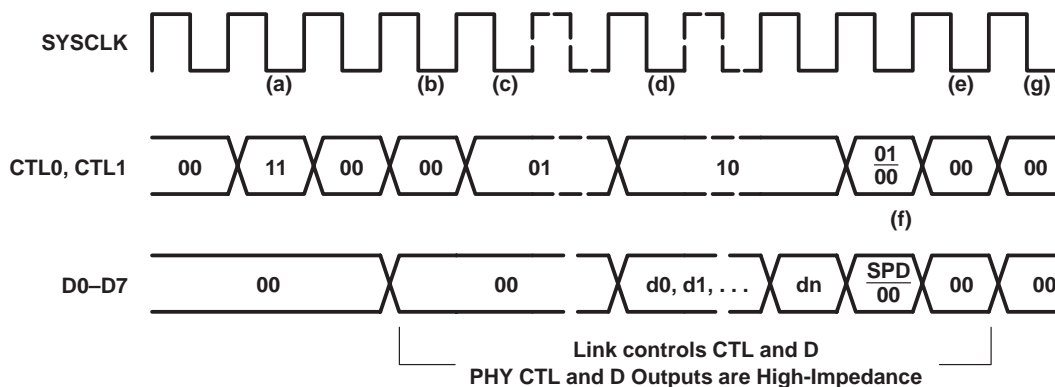 SYSCLK
(a) (b) (c) (d) (e) (g)
CTL0, CTL1 00 11 00 00 01 10 01 00 00 00
(f)
D0–D7 00 00 d0, d1, . . . dn SPD 00 00 00
Link controls CTL and D
PHY CTL and D Outputs are High-Impedance